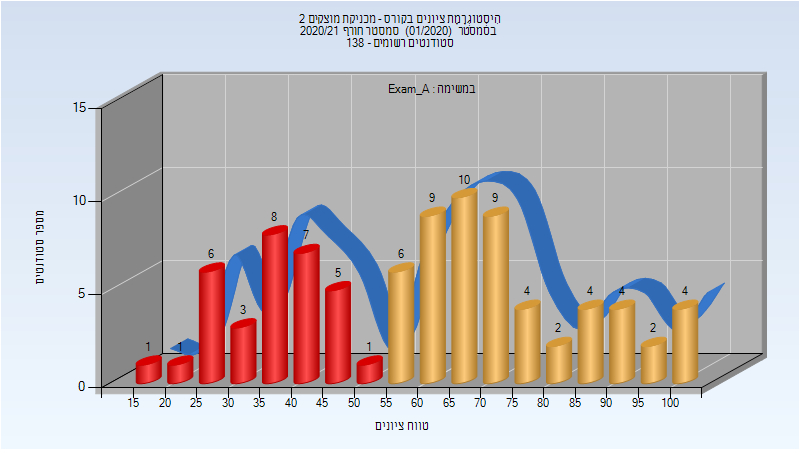 היסטוגרמת ציונים בקורס - מכניקת מוצקים 2
בסמסטר (01/2020) סמסטר חורף 2020/21
סטודנטים רשומים - 138
במשימה : Exam_A
מספר סטודנטים
15
10
5
0
1 1 6 3 8 7 5 1 6 9 10 9 4 2 4 4 2 4
15 20 25 30 35 40 45 50 55 60 65 70 75 80 85 90 95 100
טווח ציונים